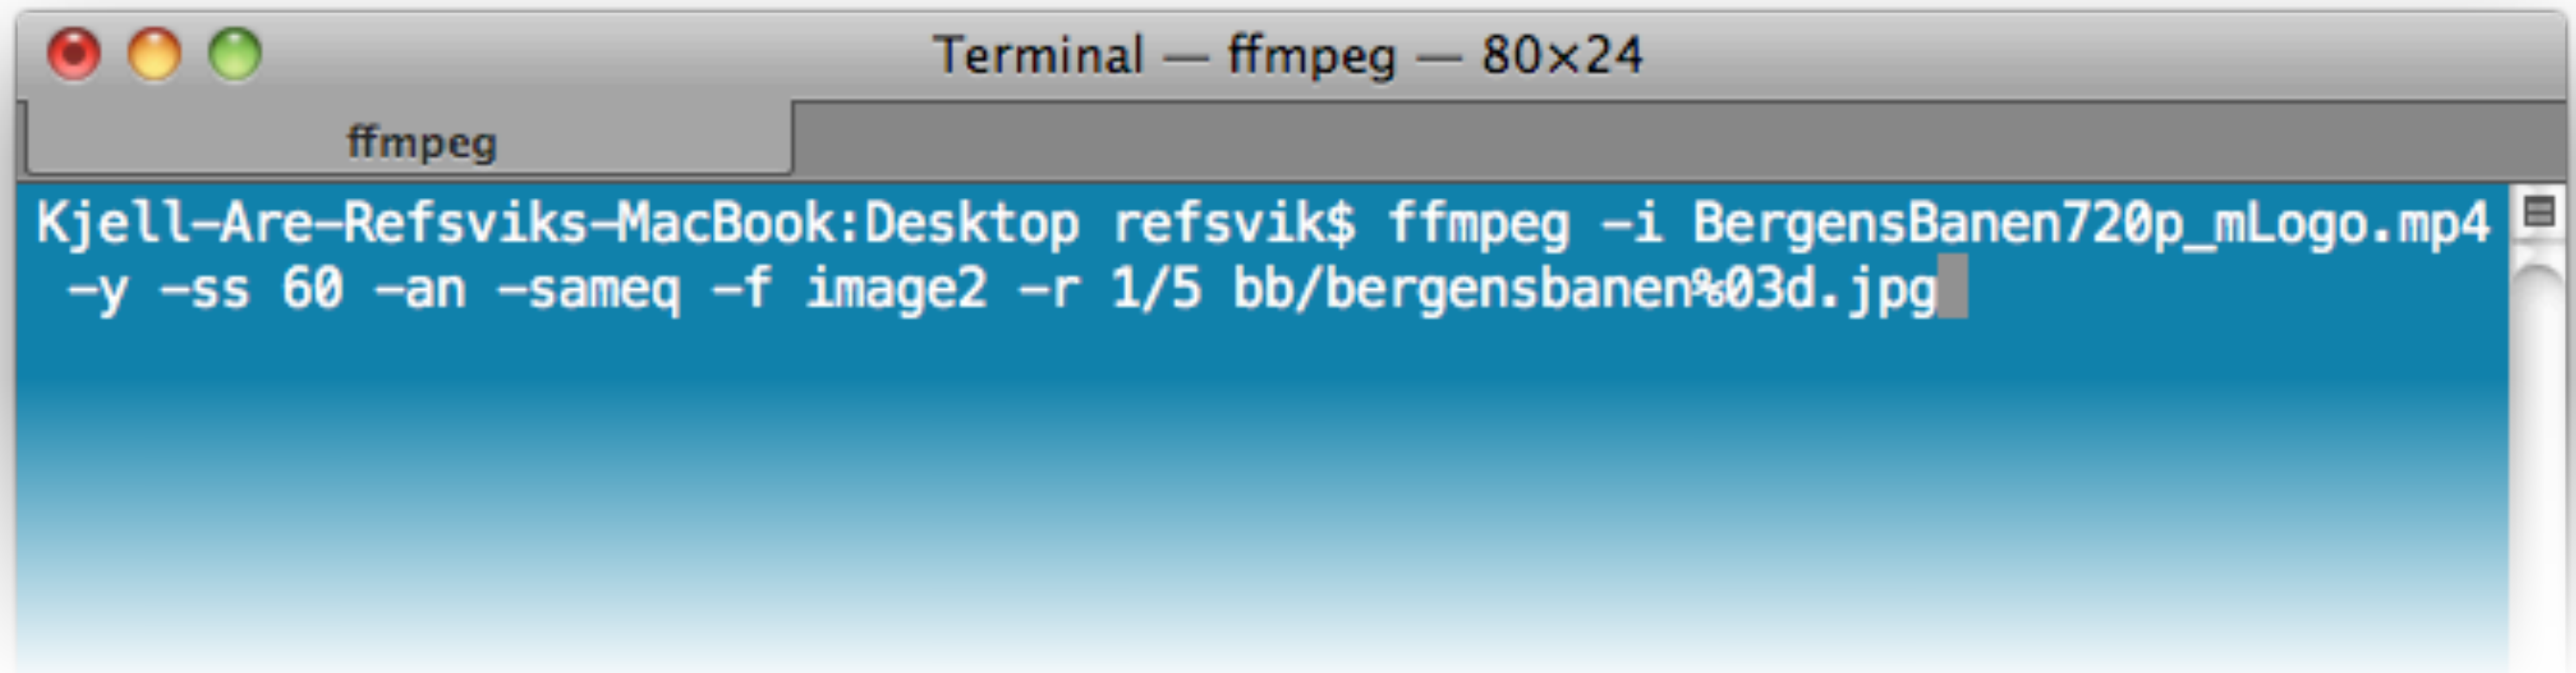 Terminal — ffmpeg — 80×24
ffmpeg
Kjell-Are-Refsviks-MacBook:Desktop refsvik$ ffmpeg -i BergensBanen720p_mLogo.mp4
-y -ss 60 -an -sameq -f image2 -r 1/5 bb/bergensbanen%03d.jpg